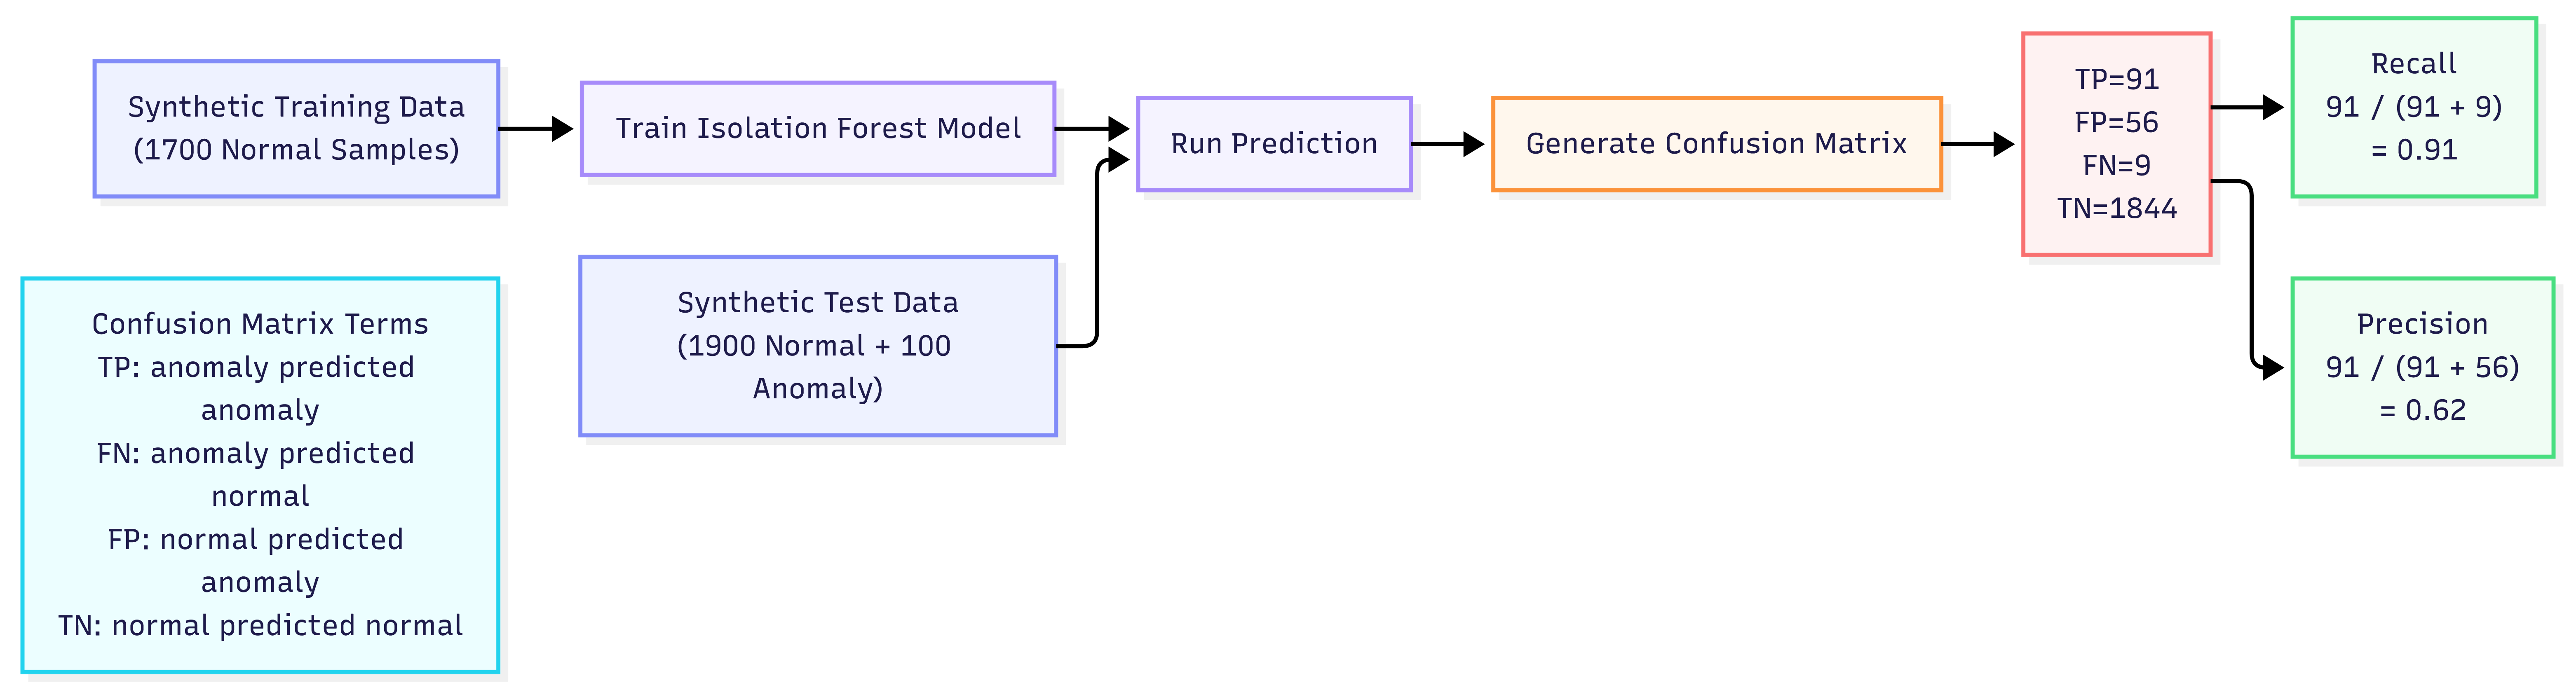 Synthetic Training Data
(1700 Normal Samples)
Train Isolation Forest Model
Run Prediction
Generate Confusion Matrix
TP=91
FP=56
FN=9
TN=1844
Recall
91 / (91 + 9)
= 0.91
Confusion Matrix Terms
TP: anomaly predicted
anomaly
FN: anomaly predicted
normal
FP: normal predicted
anomaly
TN: normal predicted normal
Synthetic Test Data
(1900 Normal + 100
Anomaly)
Precision
91 / (91 + 56)
= 0.62